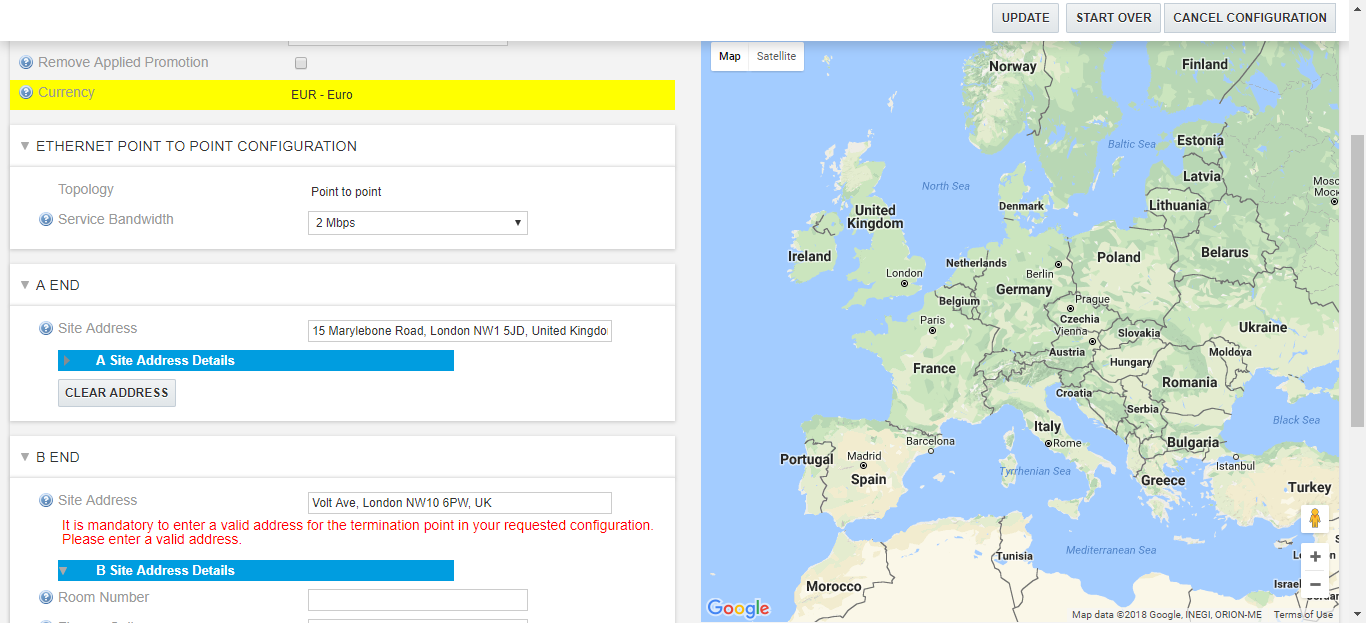 UPDATE
START OVER
CANCEL CONFIGURATION
Remove Applied Promotion
Currency
EUR - Euro
ETHERNET POINT TO POINT CONFIGURATION
Topology
Point to point
Service Bandwidth
2 Mbps
A END
Site Address
15 Marylebone Road, London NW1 5JD, United Kingdo
A Site Address Details
CLEAR ADDRESS
B END
Site Address
Volt Ave, London NW10 6PW, UK
It is mandatory to enter a valid address for the termination point in your requested configuration.
Please enter a valid address.
B Site Address Details
Room Number
Map
Satellite
Norway
Finland
Baltic Sea
Estonia
North Sea
Latvia
Mosc
Моск
Denmark
Lithuania
United
Kingdom
Ireland
Belarus
Poland
Netherlands
London
Berlin
Germany
Belgium
Prague
Paris
Czechia
Ukraine
Vienna
Slovakia
Austria
Moldova
Hungary
France
Romania
Croatia
Serbia
Black Sea
Italy
Barcelona
Rome
Bulgaria
Portugal
Madrid
Istanbul
Tyrrhenian Sea
Spain
Greece
Turkey
Mediterranean Sea
Tunisia
Israel
Morocco
Google
Map data ©2018 Google, INEGI, ORION-ME
Terms of Use